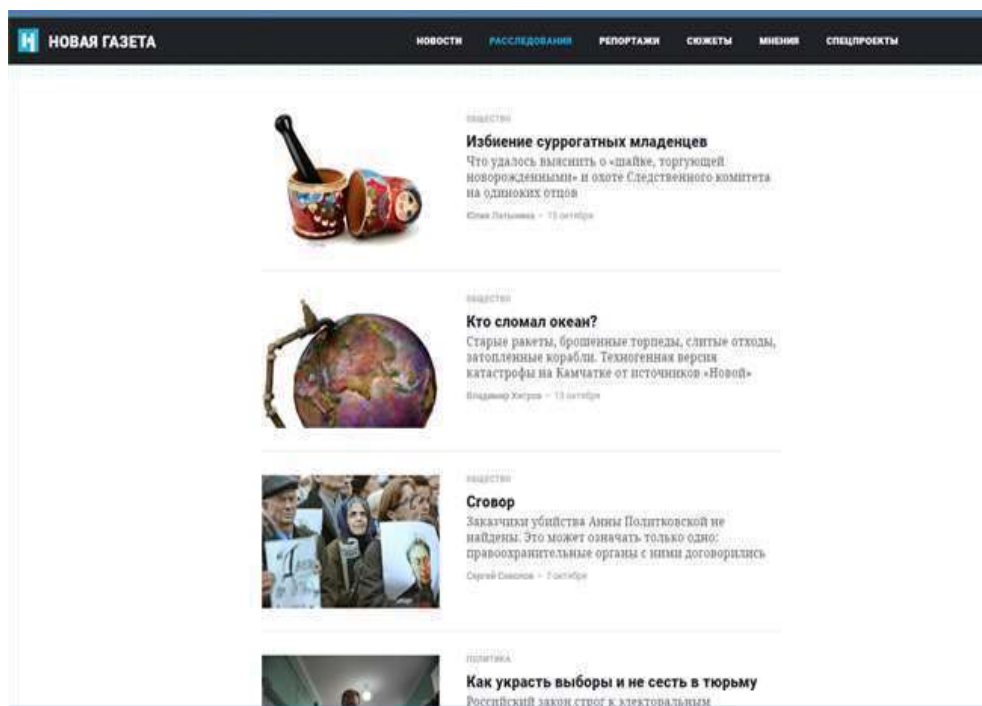 НОВАЯ ГАЗЕТА
НОВОСТИ РАССЛЕДОВАНИЯ РЕПОРТАЖИ СЮЖЕТЫ МНЕНИЯ СПЕЦПРОЕКТЫ
ОБЩЕСТВО
Избиение суррогатных младенцев
Что удалось выяснить о «шайке, торгующей
новорожденными» и охоте Следственного комитета
на одиноких отцов
Юлия Латынина − 15 октября
ОБЩЕСТВО
Кто сломал океан?
Старые ракеты, брошенные торпеды, слитые отходы,
затопленные корабли. Техногенная версия
катастрофы на Камчатке от источников «Новой»
Владимир − 13 октября
ОБЩЕСТВО
Сговор
Заказчики убийства Анны Политковской не
найдены. Это может означать только одно:
правоохранительные органы с ними договорились
Сергей Соколов − 7 октября
ПОЛИТИКА
Как украсть выборы и не сесть в тюрьму
Российский закон строг к электоральным